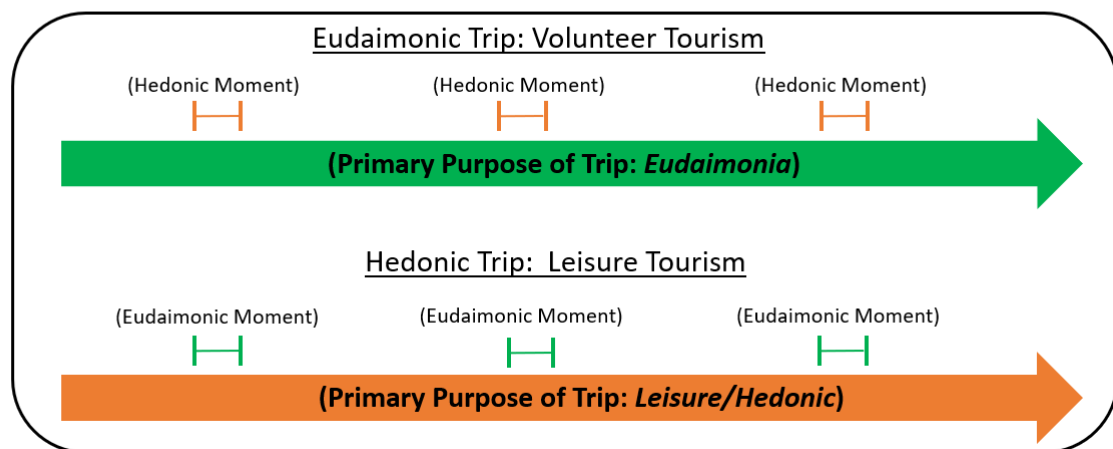 Eudaimonic Trip: Volunteer Tourism
(Hedonic Moment) (Hedonic Moment) (Hedonic Moment)
(Primary Purpose of Trip: Eudaimonia)
Hedonic Trip:  Leisure Tourism
(Eudaimonic Moment) (Eudaimonic Moment) (Eudaimonic Moment)
(Primary Purpose of Trip: Leisure/Hedonic)